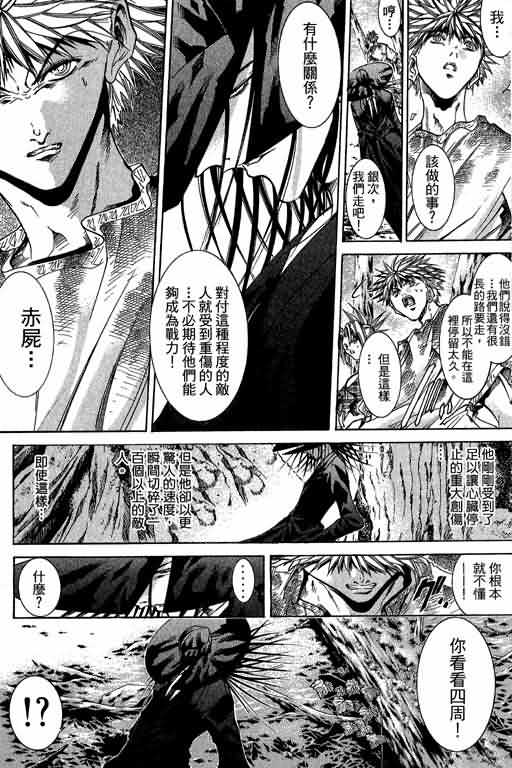 我…
該做的事？
哼…
銀次，
我們走吧！
有什麼關係？
對付這種程度的敵
人就受到重傷的人
…不必期待他們能
夠成為戰力！
赤屍…
他們說得沒錯
…我們還有很
長的路要走，
所以不能在這
裡停留太久。
…
但是這樣
他剛剛受到了
足以讓心臟停
止的重大創傷
但是他卻以更
驚人的速度，
瞬間切碎了一
百個以上的敵
人。
即使這樣…
你根本
就不懂
——！
グ"
…
什麼？
你看看四周！
！？